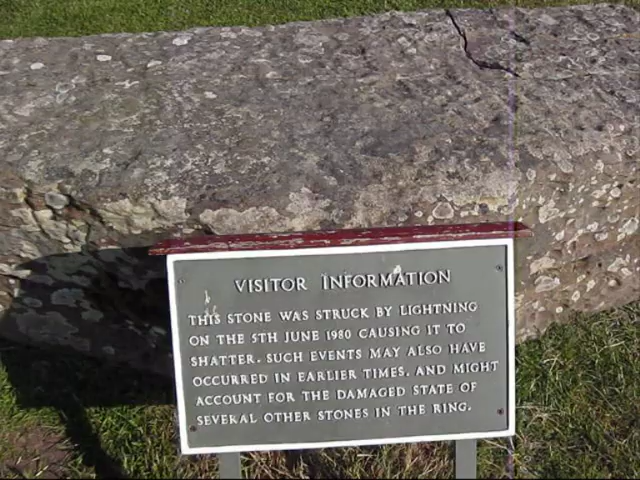 VISITOR INFORMATION
THIS STONE WAS STRUCK BY LIGHTNING
ON THE 5TH JUNE 1980 CAUSING IT TO
SHATTER. SUCH EVENTS MAY ALSO HAVE
OCCURRED IN EARLIER TIMES. AND MIGHT
ACCOUNT FOR THE DAMAGED STATE OF
SEVERAL OTHER STONES IN THE RING.